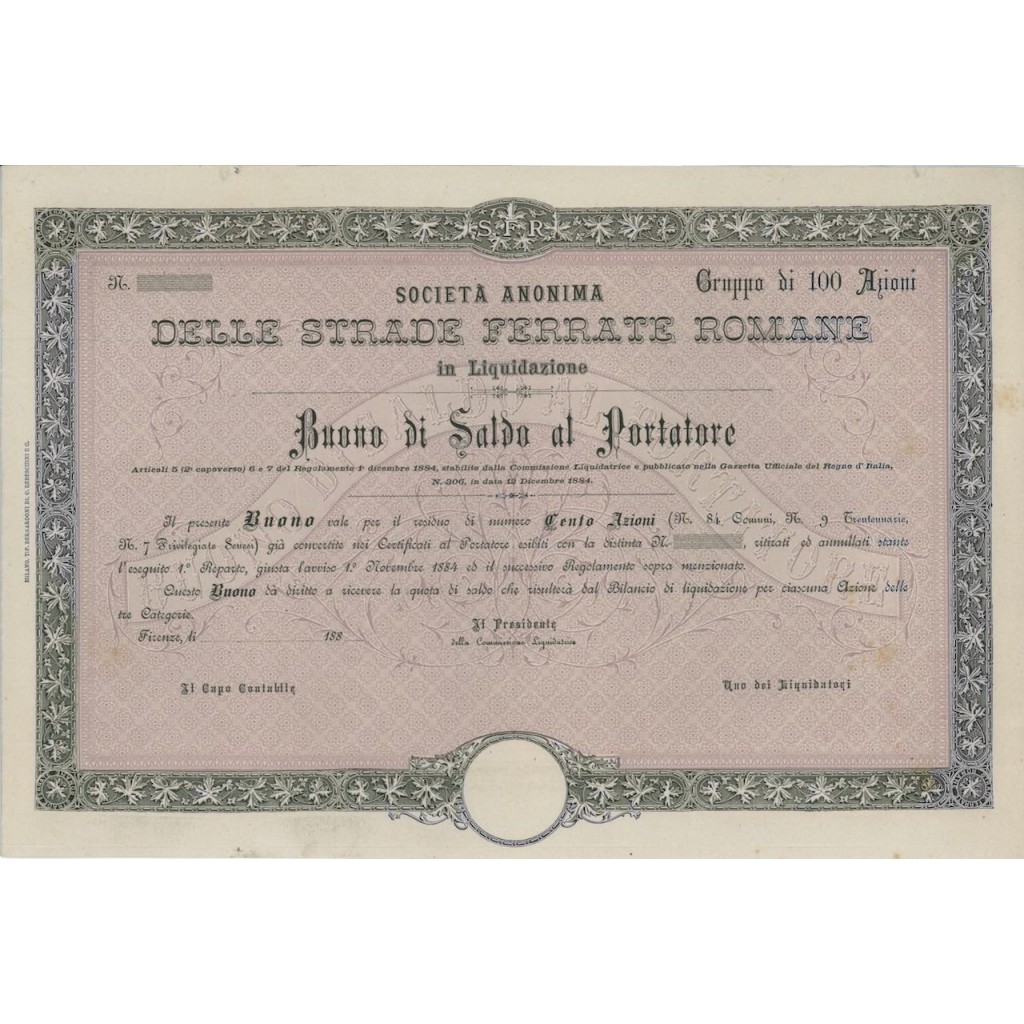 S.F.R.
N.
Gruppo di 100 Azioni
SOCIETÀ ANONIMA
DELLE STRADE FERRATE ROMANE
in Liquidazione
Buono di Saldo al Portatore
Articoli 5 (2º capoverso) 6 e 7 del Regolamento 1º dicembre 1884, stabilito dalla Commissione Liquidatrice e pubblicato nella Gazzetta Ufficiale del Regno d'Italia,
N. 306, in data 12 Dicembre 1884.
Il presente Buono vale per il residuo di numero Cento Azioni (N. 84 Comuni, N. 9 Trentennarie,
N. 7 Privilegiate Senesi) già convertite nei Certificati al Portatore esibiti con la distinta N. , ritirati ed annullati stante
l'eseguito 1.º Reparto, giusta l'avviso 1.º Novembre 1884 ed il successivo Regolamento sopra menzionato.
Questo Buono dà diritto a ricevere la quota di saldo che risulterà dal Bilancio di liquidazione per ciascuna Azione delle
tre Categorie.
Firenze, li 188
Il Presidente
della Commissione Liquidatrice
Il Capo Contabile
Uno dei Liquidatori